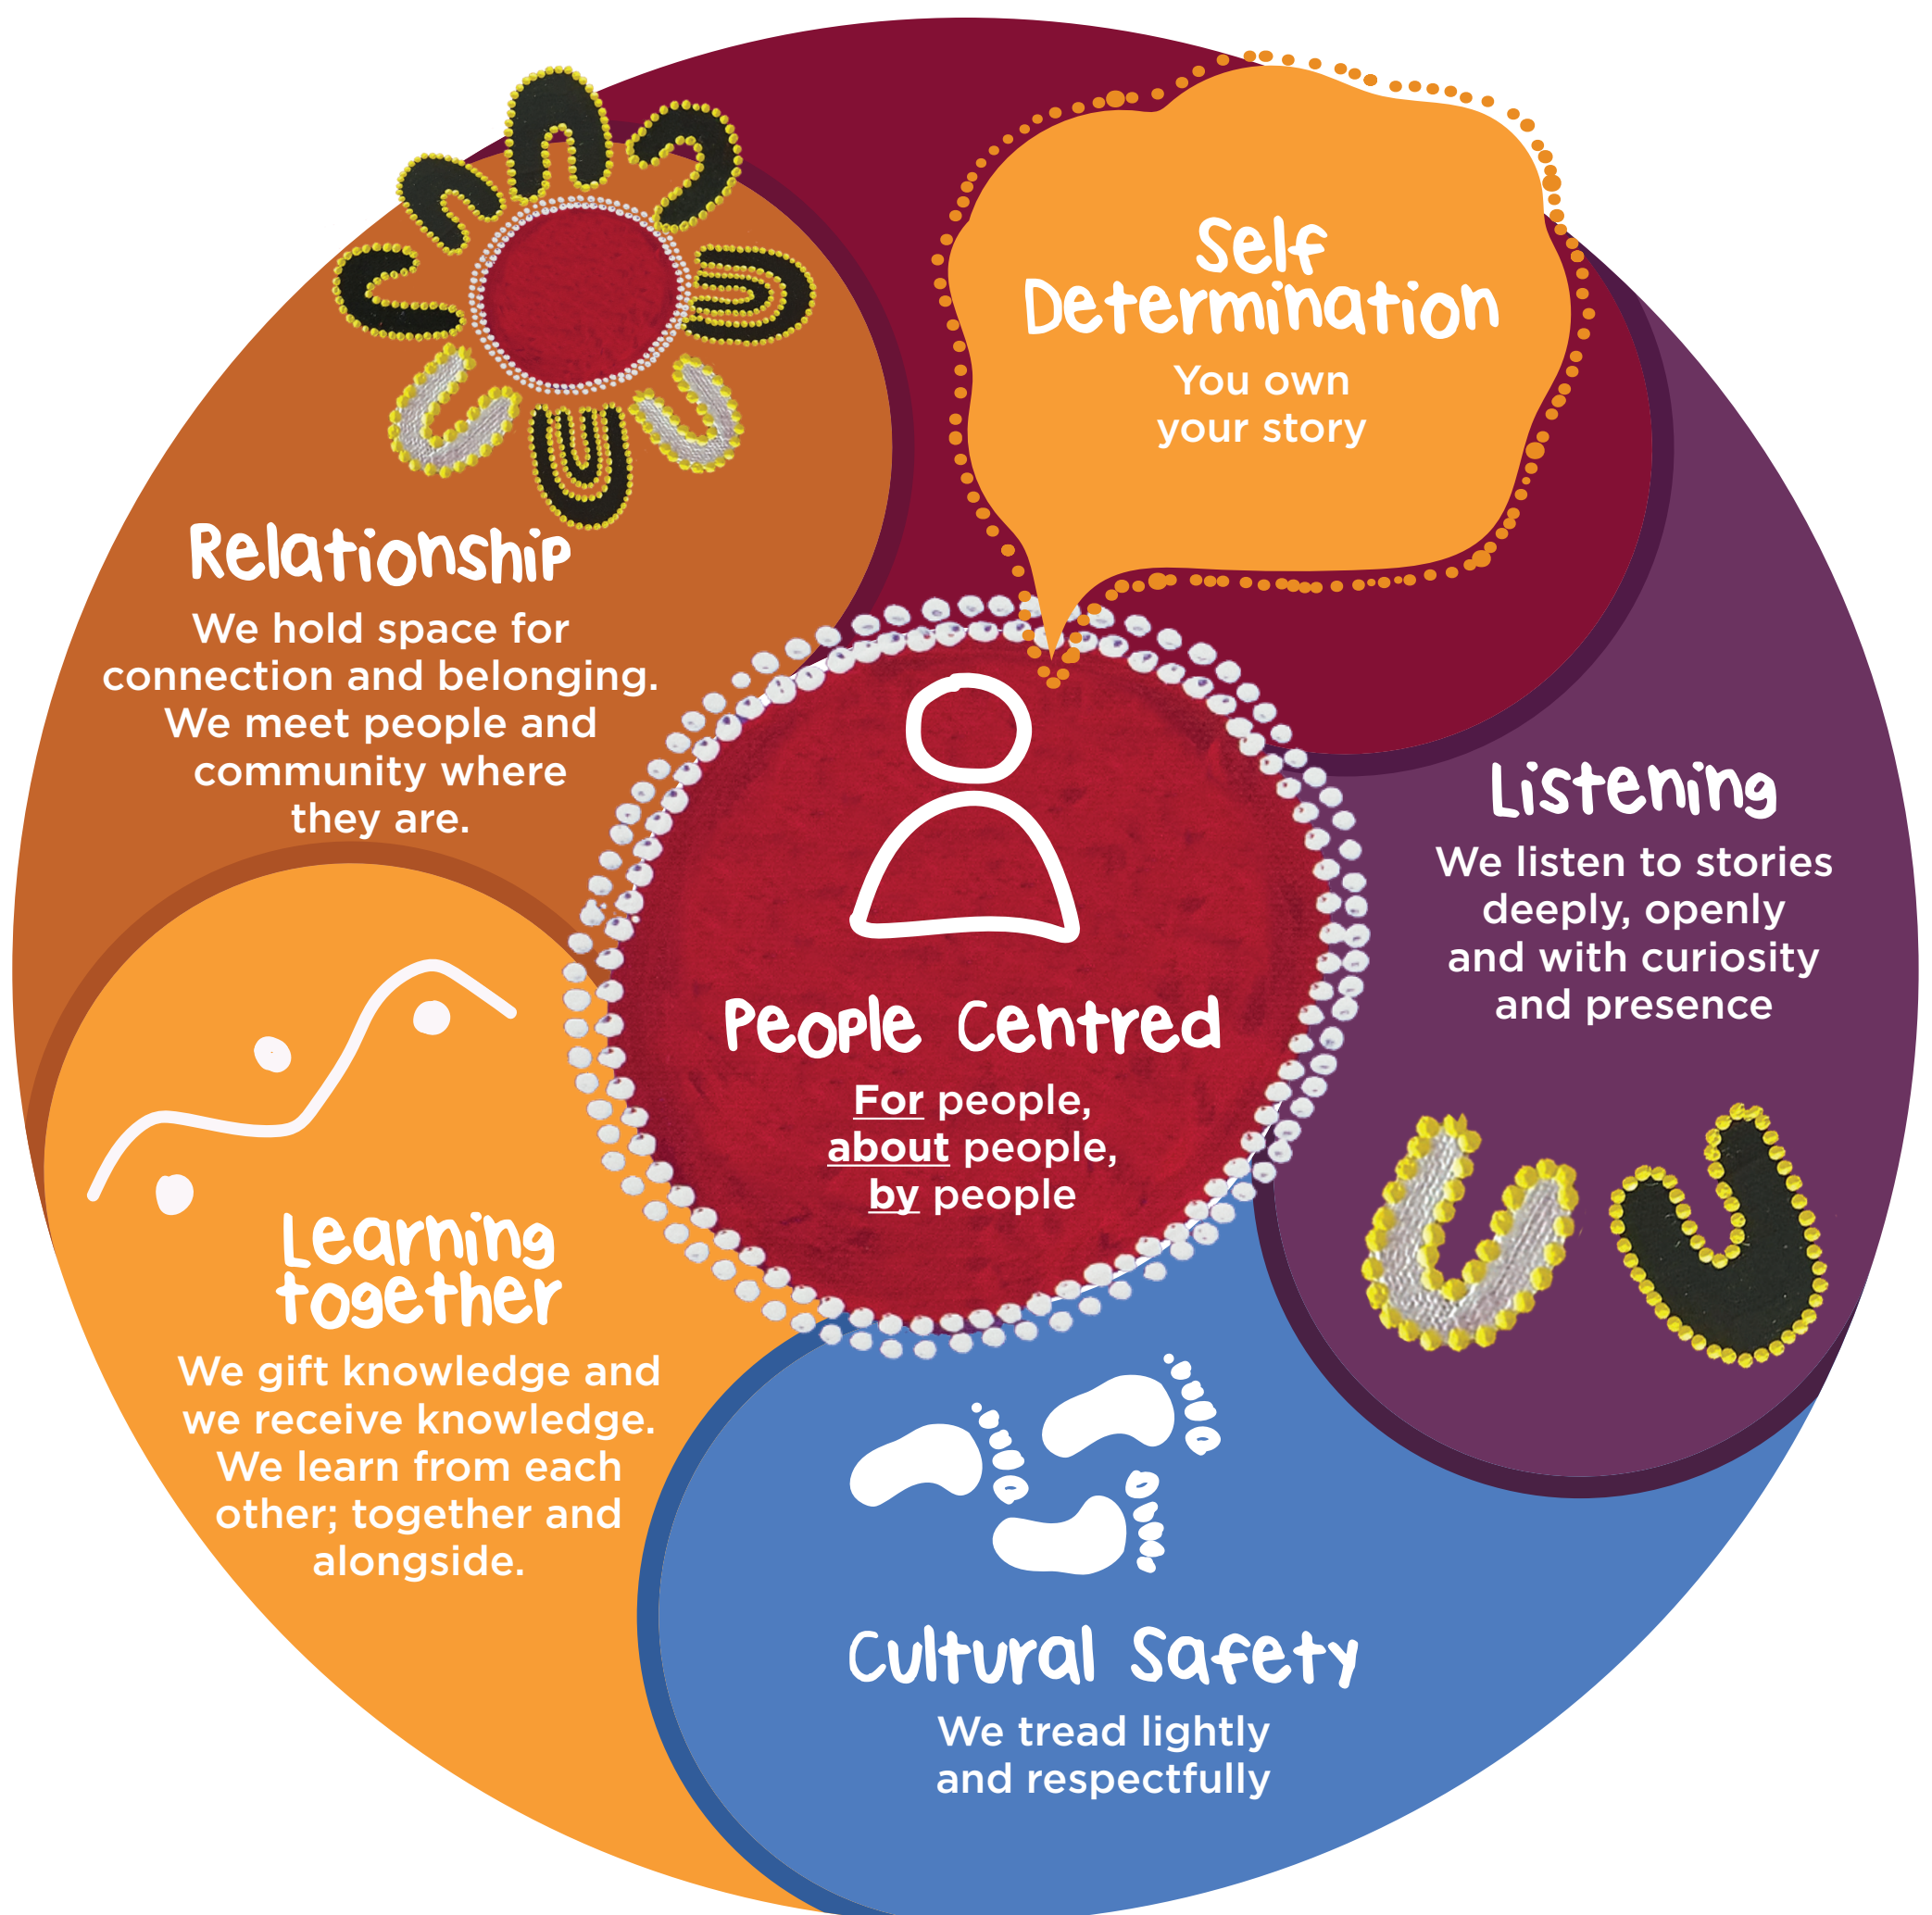 Self
Determination
You own
your story
Relationship
We hold space for
connection and belonging.
We meet people and
community where
they are.
Listening
We listen to stories
deeply, openly
and with curiosity
and presence
People Centred
For people,
about people,
by people
Learning
together
We gift knowledge and
we receive knowledge.
We learn from each
other; together and
alongside.
Cultural Safety
We tread lightly
and respectfully